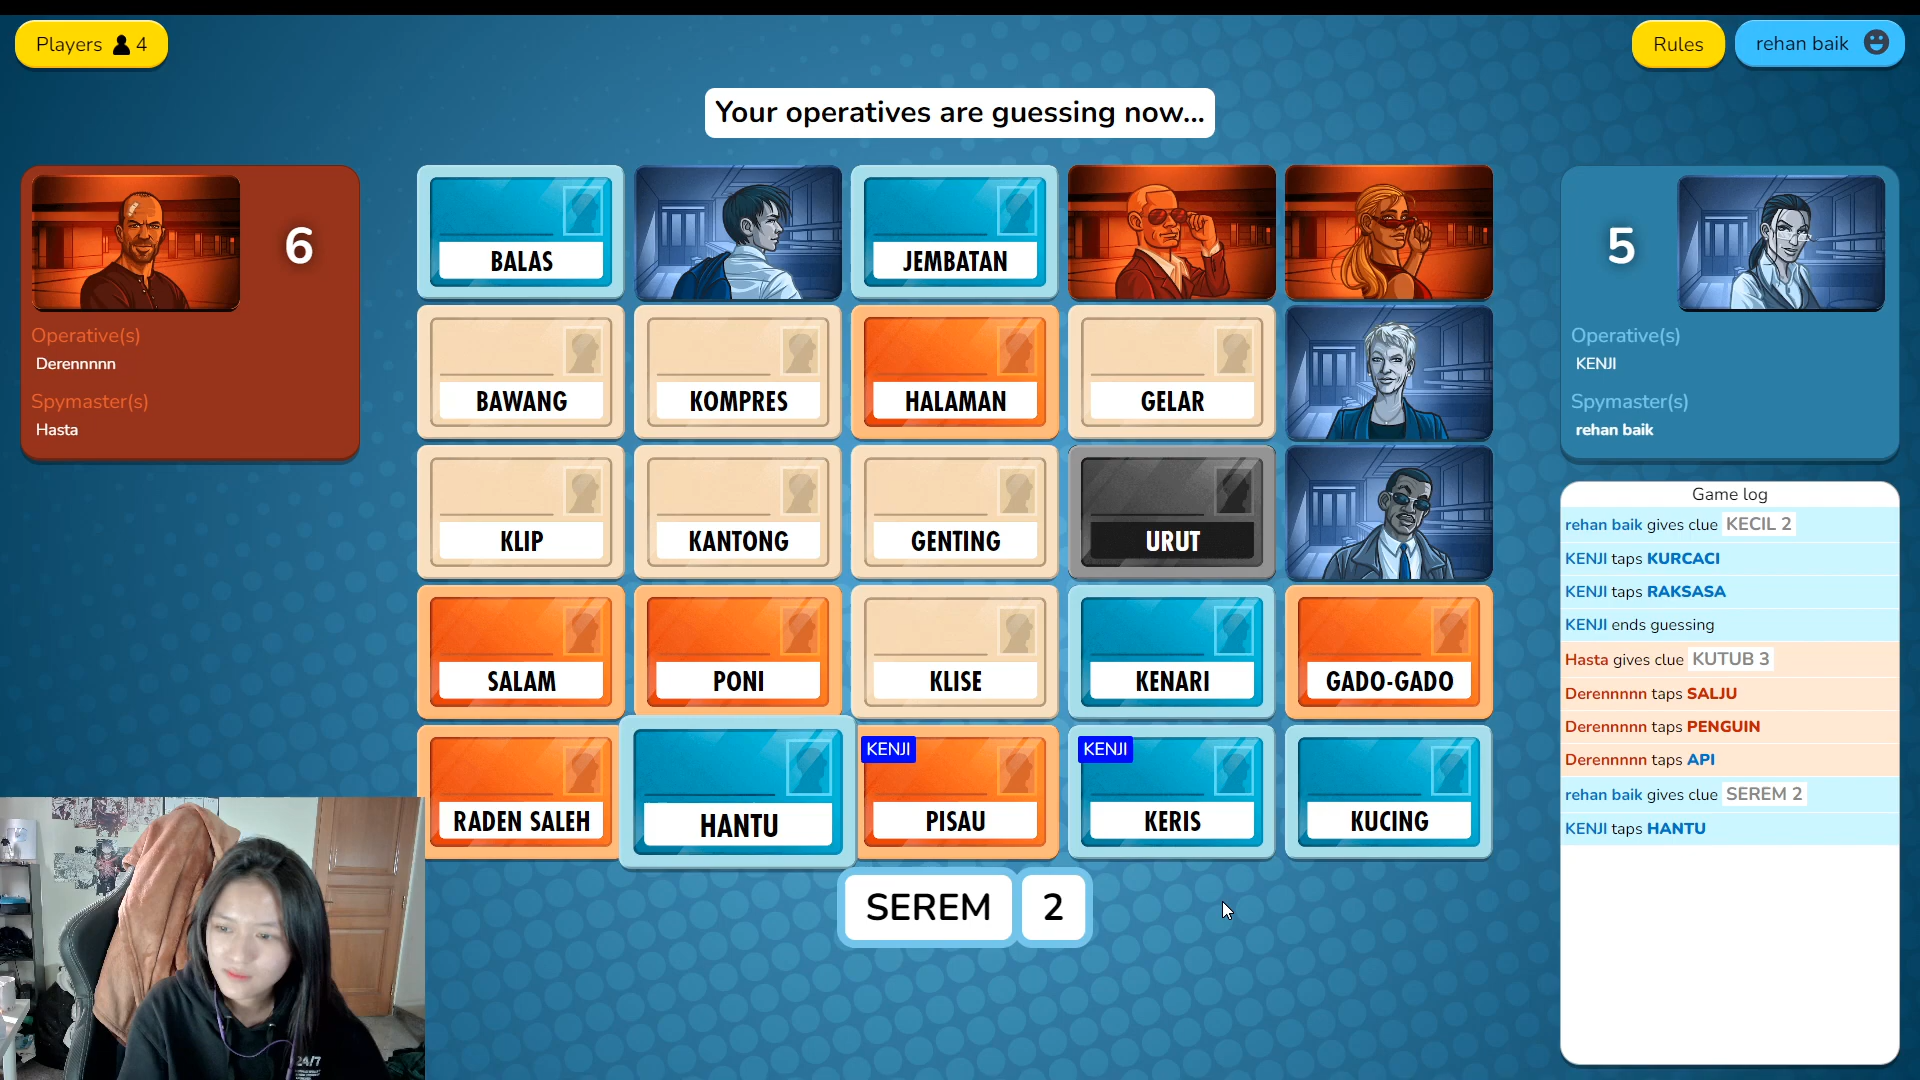 Players 4
Rules
rehan baik
Your operatives are guessing now...
6
Operative(s)
Derennnnn
Spymaster(s)
Hasta
BALAS
JEMBATAN
BAWANG
KOMPRES
HALAMAN
GELAR
KLIP
KANTONG
GENTING
URUT
SALAM
PONI
KLISE
KENARI
GADO-GADO
RADEN SALEH
HANTU
KENJI
PISAU
KENJI
KERIS
KUCING
SEREM
2
5
Operative(s)
KENJI
Spymaster(s)
rehan baik
Game log
rehan baik gives clue KECIL 2
KENJI taps KURCACI
KENJI taps RAKSASA
KENJI ends guessing
Hasta gives clue KUTUB 3
Derennnnn taps SALJU
Derennnnn taps PENGUIN
Derennnnn taps API
rehan baik gives clue SEREM 2
KENJI taps HANTU
24/7